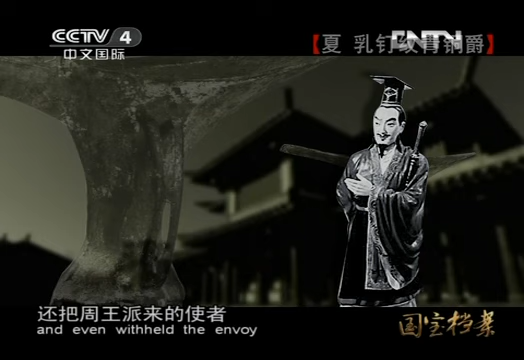 CCTV 4
中文国际
【夏 乳钉纹青铜爵】
CNTV
还把周王派来的使者
and even withheld the envoy
国宝档案